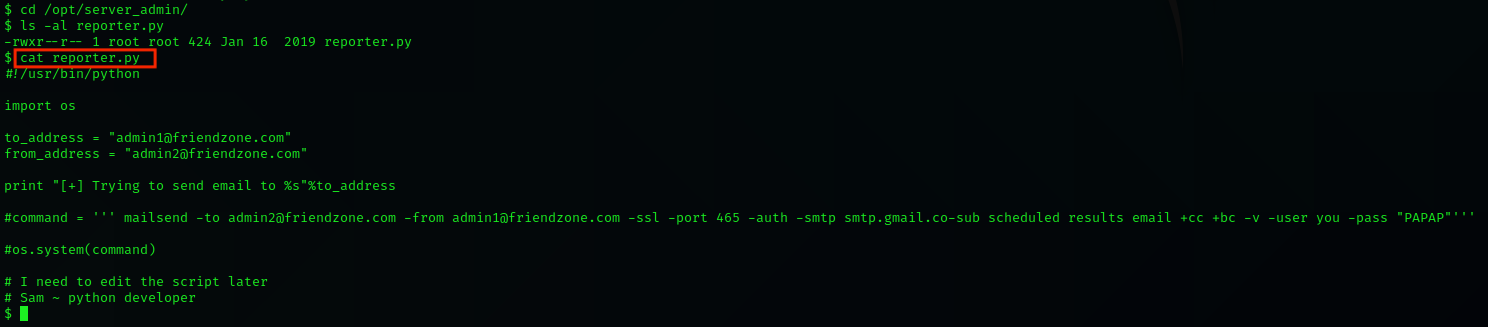 $ cd /opt/server_admin/
$ ls -al reporter.py
-rwxr--r-- 1 root root 424 Jan 16  2019 reporter.py
$ cat reporter.py
#!/usr/bin/python

import os

to_address = "admin1@friendzone.com"
from_address = "admin2@friendzone.com"

print "[+] Trying to send email to %s"%to_address

#command = ''' mailsend -to admin2@friendzone.com -from admin1@friendzone.com -ssl -port 465 -auth -smtp smtp.gmail.co-sub scheduled results email +cc +bc -v -user you -pass "PAPAP"'''

#os.system(command)

# I need to edit the script later
# Sam ~ python developer
$